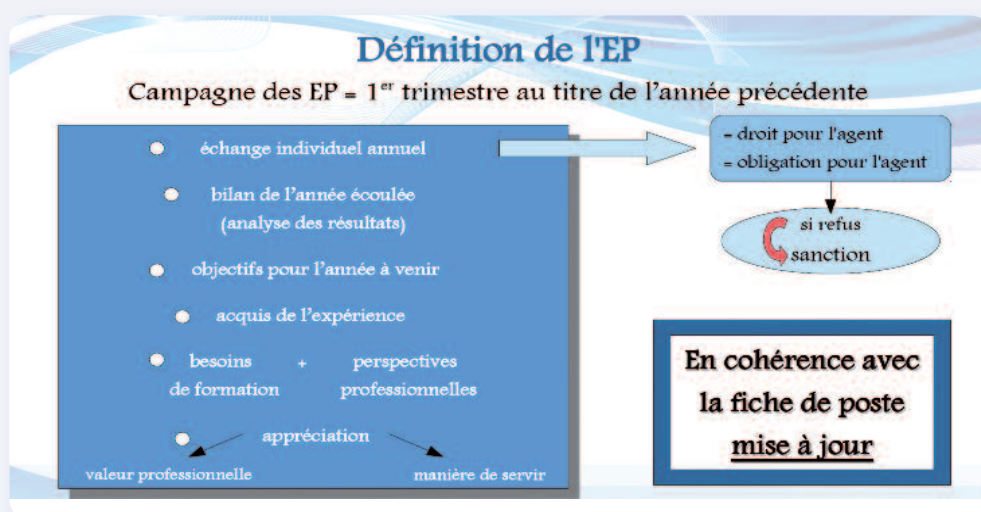 Définition de l'EP
Campagne des EP = 1er trimestre au titre de l'année précédente
échange individuel annuel
bilan de l'année écoulée
(analyse des résultats)
objectifs pour l'année à venir
acquis de l'expérience
besoins + perspectives
de formation professionnelles
appréciation
valeur professionnelle manière de servir
= droit pour l'agent
= obligation pour l'agent
si refus
sanction
En cohérence avec
la fiche de poste
mise à jour